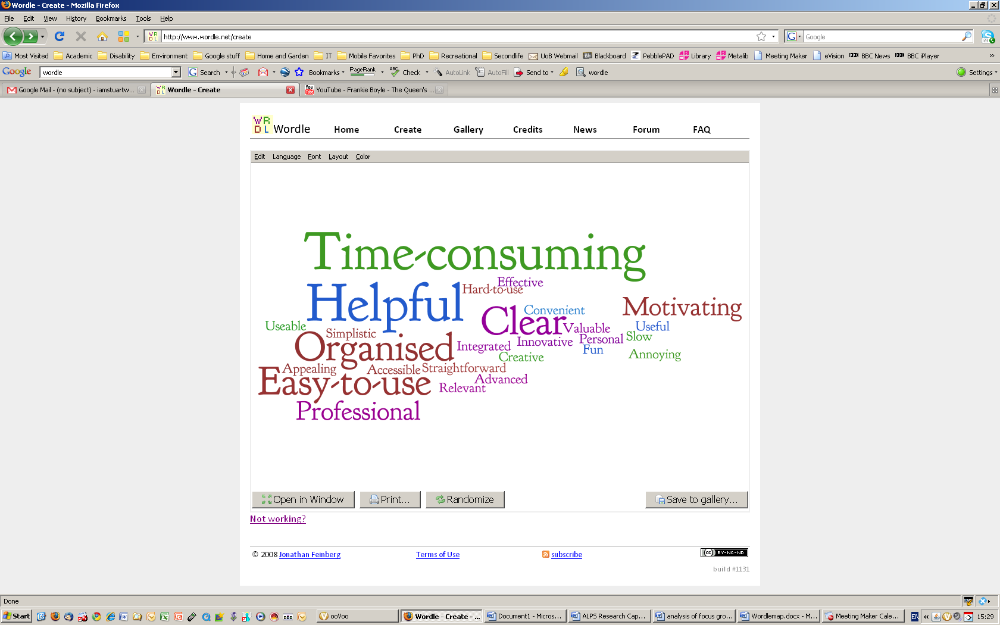 Wordle - Create - Mozilla Firefox
File Edit View History Bookmarks Tools Help
http://www.wordle.net/create
Google
Most Visited Academic Disability Environment Google stuff Home and Garden IT Mobile Favorites PhD Recreational Secondlife UoB Webmail Blackboard PebblePAD Library Metalib Meeting Maker eVision BBC News BBC iPlayer
Google wordle Search Bookmarks PageRank Check AutoLink AutoFill Send to wordle Settings
Google Mail - (no subject) - iamstuartw... Wordle - Create YouTube - Frankie Boyle - The Queen's ...
Wordle Home Create Gallery Credits News Forum FAQ
Edit Language Font Layout Color
Time-consuming
Effective
Helpful Hard-to-use
Motivating
Clear Convenient
Useable Valuable Useful
Simplistic
Organised Integrated Innovative Personal Slow
Fun
Creative Annoying
Appealing Accessible Straightforward
Easy-to-use Advanced
Relevant
Professional
Open in Window Print... Randomize Save to gallery...
Not working?
© 2008 Jonathan Feinberg Terms of Use subscribe (cc) BY-NC-ND
build #1131
Done
Start ooVoo Wordle - Create - ... Document1 - Micros... ALPS Research Cap... analysis of focus gro... Wordlemap.docx - M... Meeting Maker Cale... EN 15:29